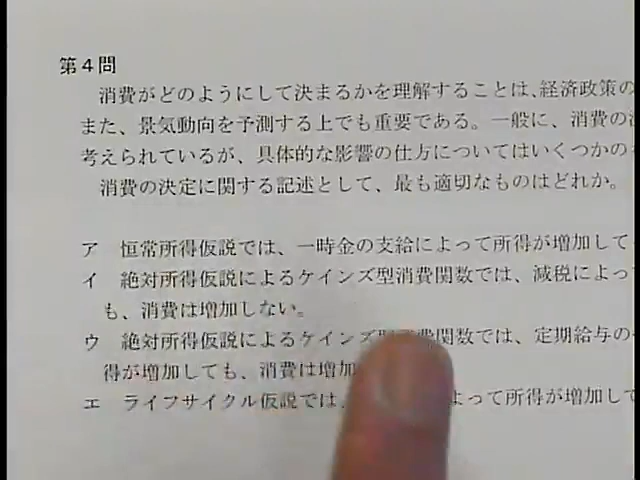 第4問
消費がどのようにして決まるかを理解することは、経済政策の
また、景気動向を予測する上でも重要である。一般に、消費の
考えられているが、具体的な影響の仕方についてはいくつかの
消費の決定に関する記述として、最も適切なものはどれか。
ア 恒常所得仮説では、一時金の支給によって所得が増加して
イ 絶対所得仮説によるケインズ型消費関数では、減税によっ
も、消費は増加しない。
ウ 絶対所得仮説によるケインズ 費関数では、定期給与の
得が増加しても、消費は増加
エ ライフサイクル仮説では、 よって所得が増加して